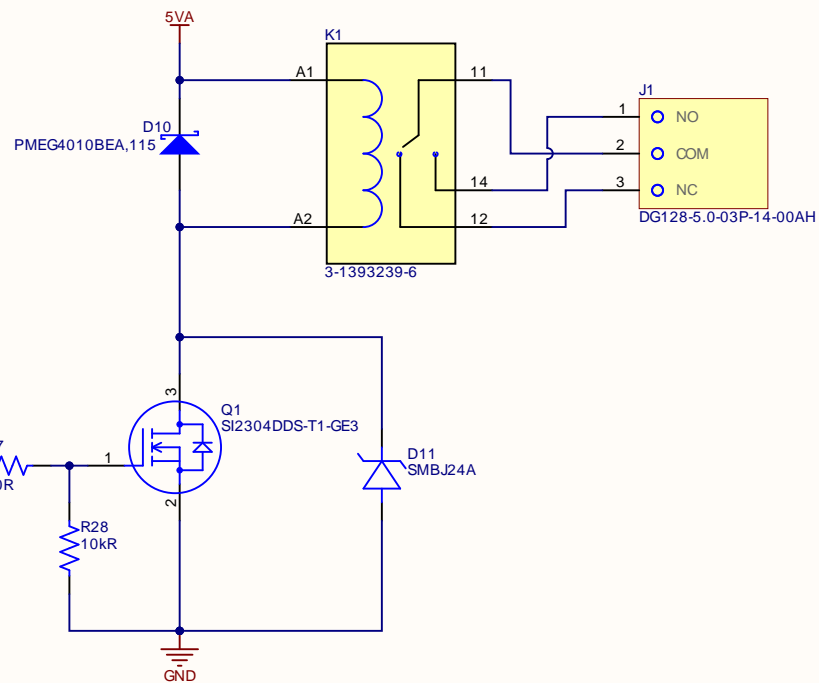 5VA
K1
A1
11
J1
1
NO
D10
PMEG4010BEA,115
2
COM
14
3
NC
A2
12
DG128-5.0-03P-14-00AH
3-1393239-6
3
Q1
SI2304DDS-T1-GE3
1
D11
SMBJ24A
2
R28
10kR
GND